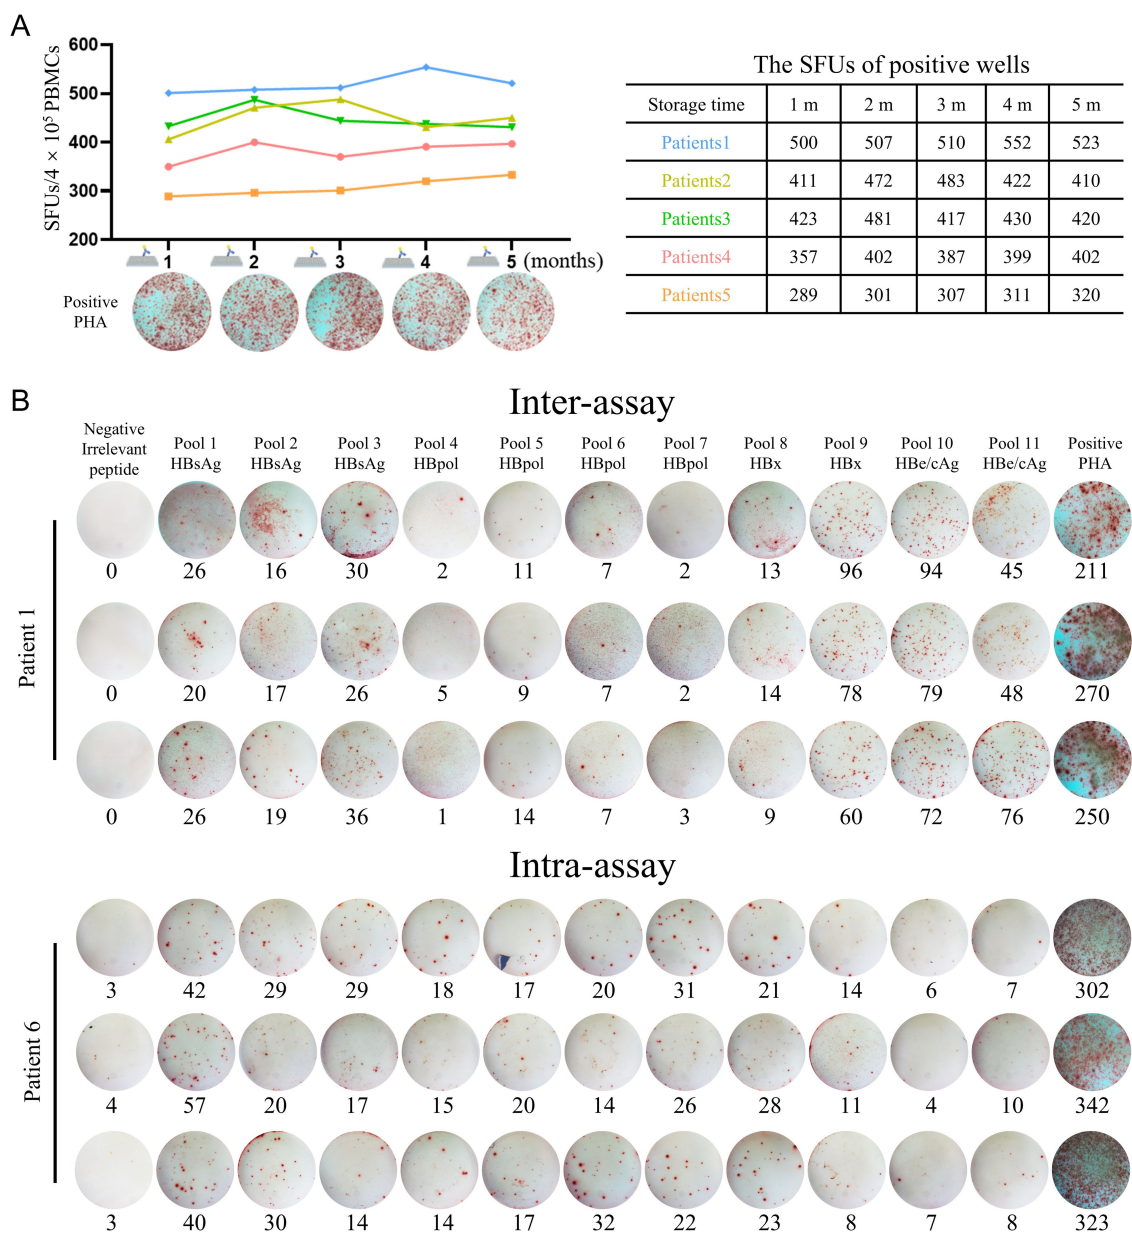 A
SFUs/4 × 10⁵ PBMCs
600
500
400
300
200
1 2 3 4 5 (months)
Positive
PHA
The SFUs of positive wells
Storage time 1 m 2 m 3 m 4 m 5 m
Patients1 500 507 510 552 523
Patients2 411 472 483 422 410
Patients3 423 481 417 430 420
Patients4 357 402 387 399 402
Patients5 289 301 307 311 320
B
Inter-assay
Negative
Irrelevant
peptide
Pool 1
HBsAg
Pool 2
HBsAg
Pool 3
HBsAg
Pool 4
HBpol
Pool 5
HBpol
Pool 6
HBpol
Pool 7
HBpol
Pool 8
HBx
Pool 9
HBx
Pool 10
HBe/cAg
Pool 11
HBe/cAg
Positive
PHA
Patient 1
0 26 16 30 2 11 7 2 13 96 94 45 211
0 20 17 26 5 9 7 2 14 78 79 48 270
0 26 19 36 1 14 7 3 9 60 72 76 250
Intra-assay
Patient 6
3 42 29 29 18 17 20 31 21 14 6 7 302
4 57 20 17 15 20 14 26 28 11 4 10 342
3 40 30 14 14 17 32 22 23 8 7 8 323